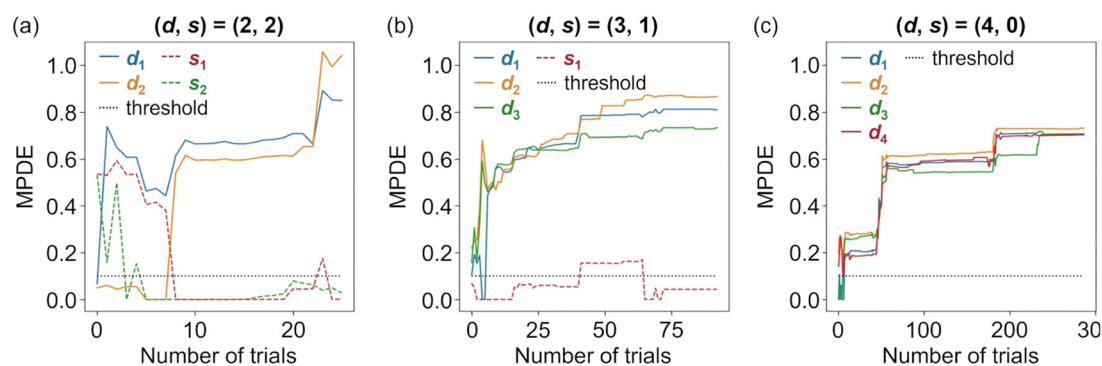 (a) (d, s) = (2, 2)
MPDE
1.0
0.8
0.6
0.4
0.2
0.0
d1 s1
d2 s2
threshold
0 10 20
Number of trials
(b) (d, s) = (3, 1)
MPDE
1.0
0.8
0.6
0.4
0.2
0.0
d1 s1
d2 threshold
d3
0 25 50 75
Number of trials
(c) (d, s) = (4, 0)
MPDE
1.0
0.8
0.6
0.4
0.2
0.0
d1 threshold
d2
d3
d4
0 100 200 30
Number of trials